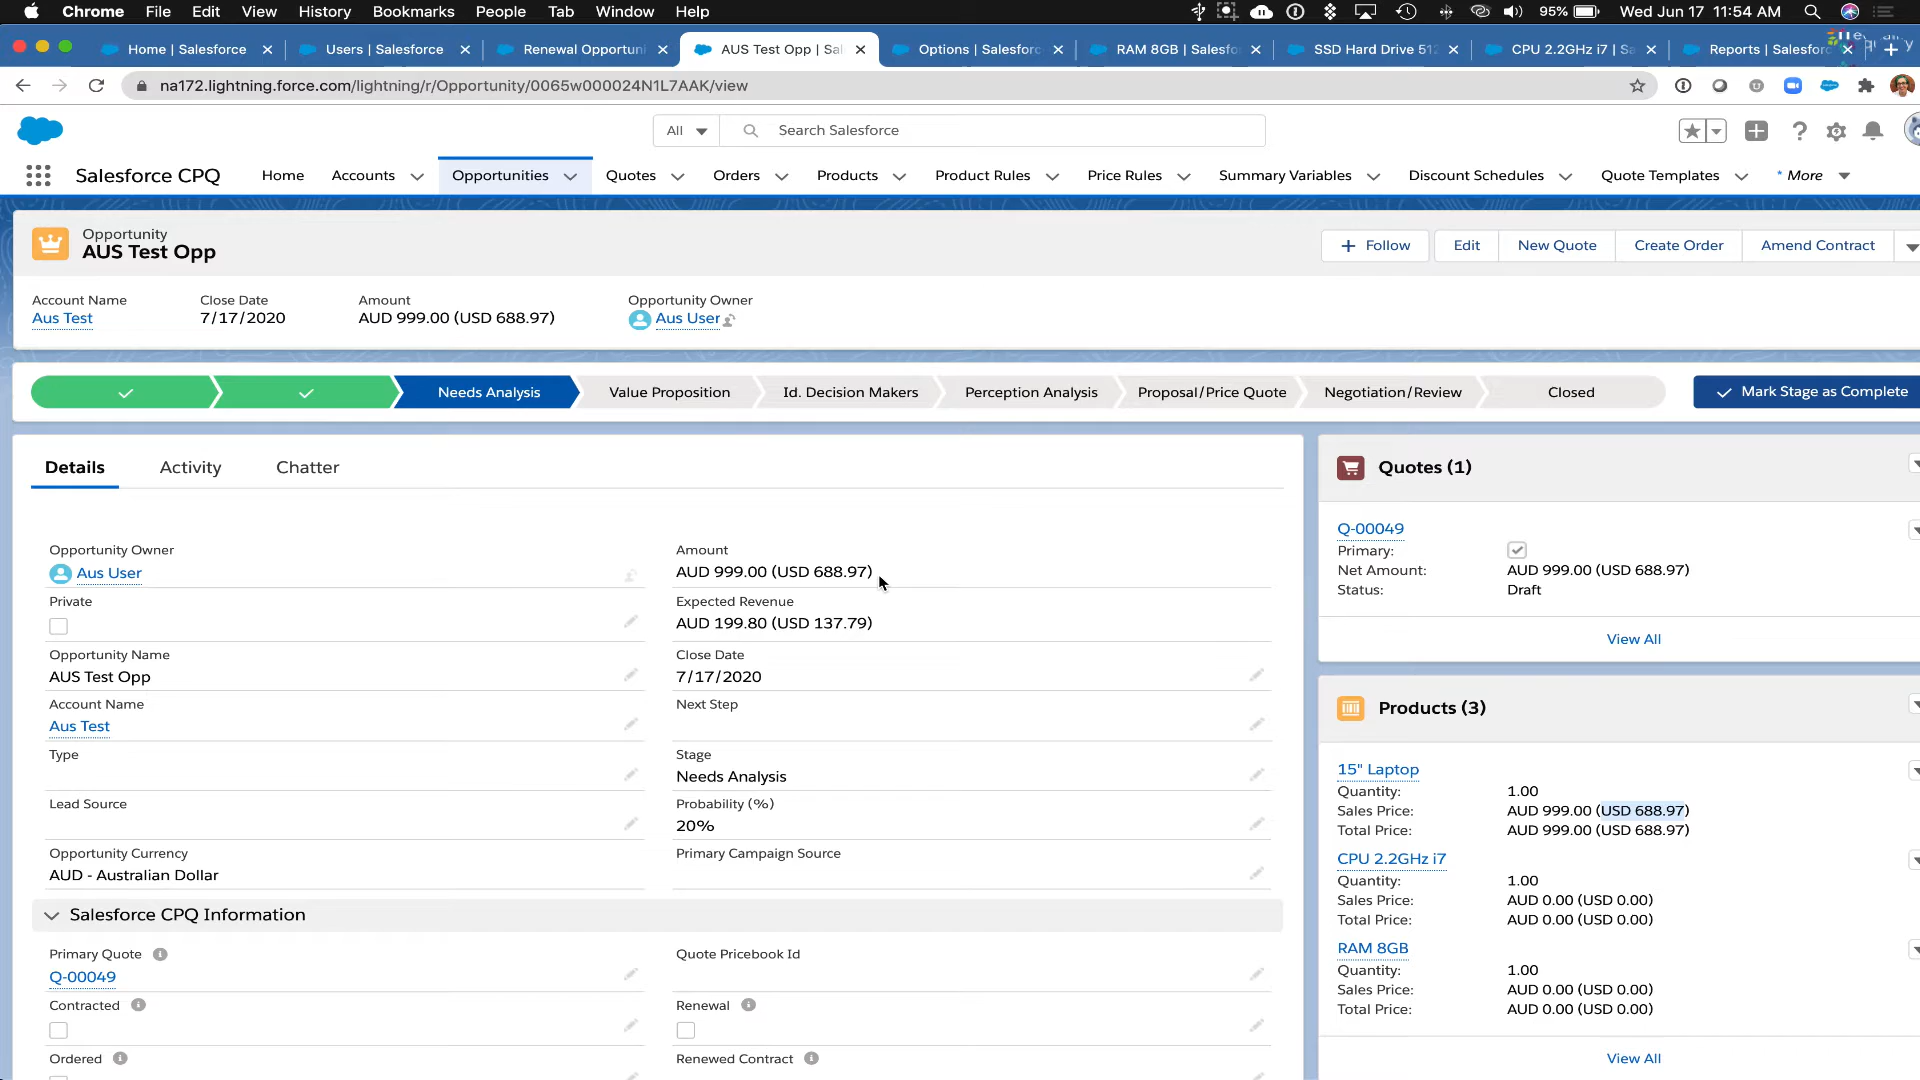 Chrome File Edit View History Bookmarks People Tab Window Help 95% Wed Jun 17 11:54 AM
Home | Salesforce Users | Salesforce Renewal Opportuni AUS Test Opp | Sal Options | Salesforc RAM 8GB | Salesfo SSD Hard Drive 512 CPU 2.2GHz i7 | Sa Reports | Salesforc
na172.lightning.force.com/lightning/r/Opportunity/0065w000024N1L7AAK/view
All Search Salesforce
Salesforce CPQ Home Accounts Opportunities Quotes Orders Products Product Rules Price Rules Summary Variables Discount Schedules Quote Templates * More
Opportunity
AUS Test Opp
+ Follow Edit New Quote Create Order Amend Contract
Account Name Close Date Amount Opportunity Owner
Aus Test 7/17/2020 AUD 999.00 (USD 688.97) Aus User
Needs Analysis Value Proposition Id. Decision Makers Perception Analysis Proposal/Price Quote Negotiation/Review Closed Mark Stage as Complete
Details Activity Chatter
Opportunity Owner
Aus User
Private
Opportunity Name
AUS Test Opp
Account Name
Aus Test
Type
Lead Source
Opportunity Currency
AUD - Australian Dollar
Amount
AUD 999.00 (USD 688.97)
Expected Revenue
AUD 199.80 (USD 137.79)
Close Date
7/17/2020
Next Step
Stage
Needs Analysis
Probability (%)
20%
Primary Campaign Source
Salesforce CPQ Information
Primary Quote
Q-00049
Contracted
Ordered
Quote Pricebook Id
Renewal
Renewed Contract
Quotes (1)
Q-00049
Primary:
Net Amount: AUD 999.00 (USD 688.97)
Status: Draft
View All
Products (3)
15" Laptop
Quantity: 1.00
Sales Price: AUD 999.00 (USD 688.97)
Total Price: AUD 999.00 (USD 688.97)
CPU 2.2GHz i7
Quantity: 1.00
Sales Price: AUD 0.00 (USD 0.00)
Total Price: AUD 0.00 (USD 0.00)
RAM 8GB
Quantity: 1.00
Sales Price: AUD 0.00 (USD 0.00)
Total Price: AUD 0.00 (USD 0.00)
View All